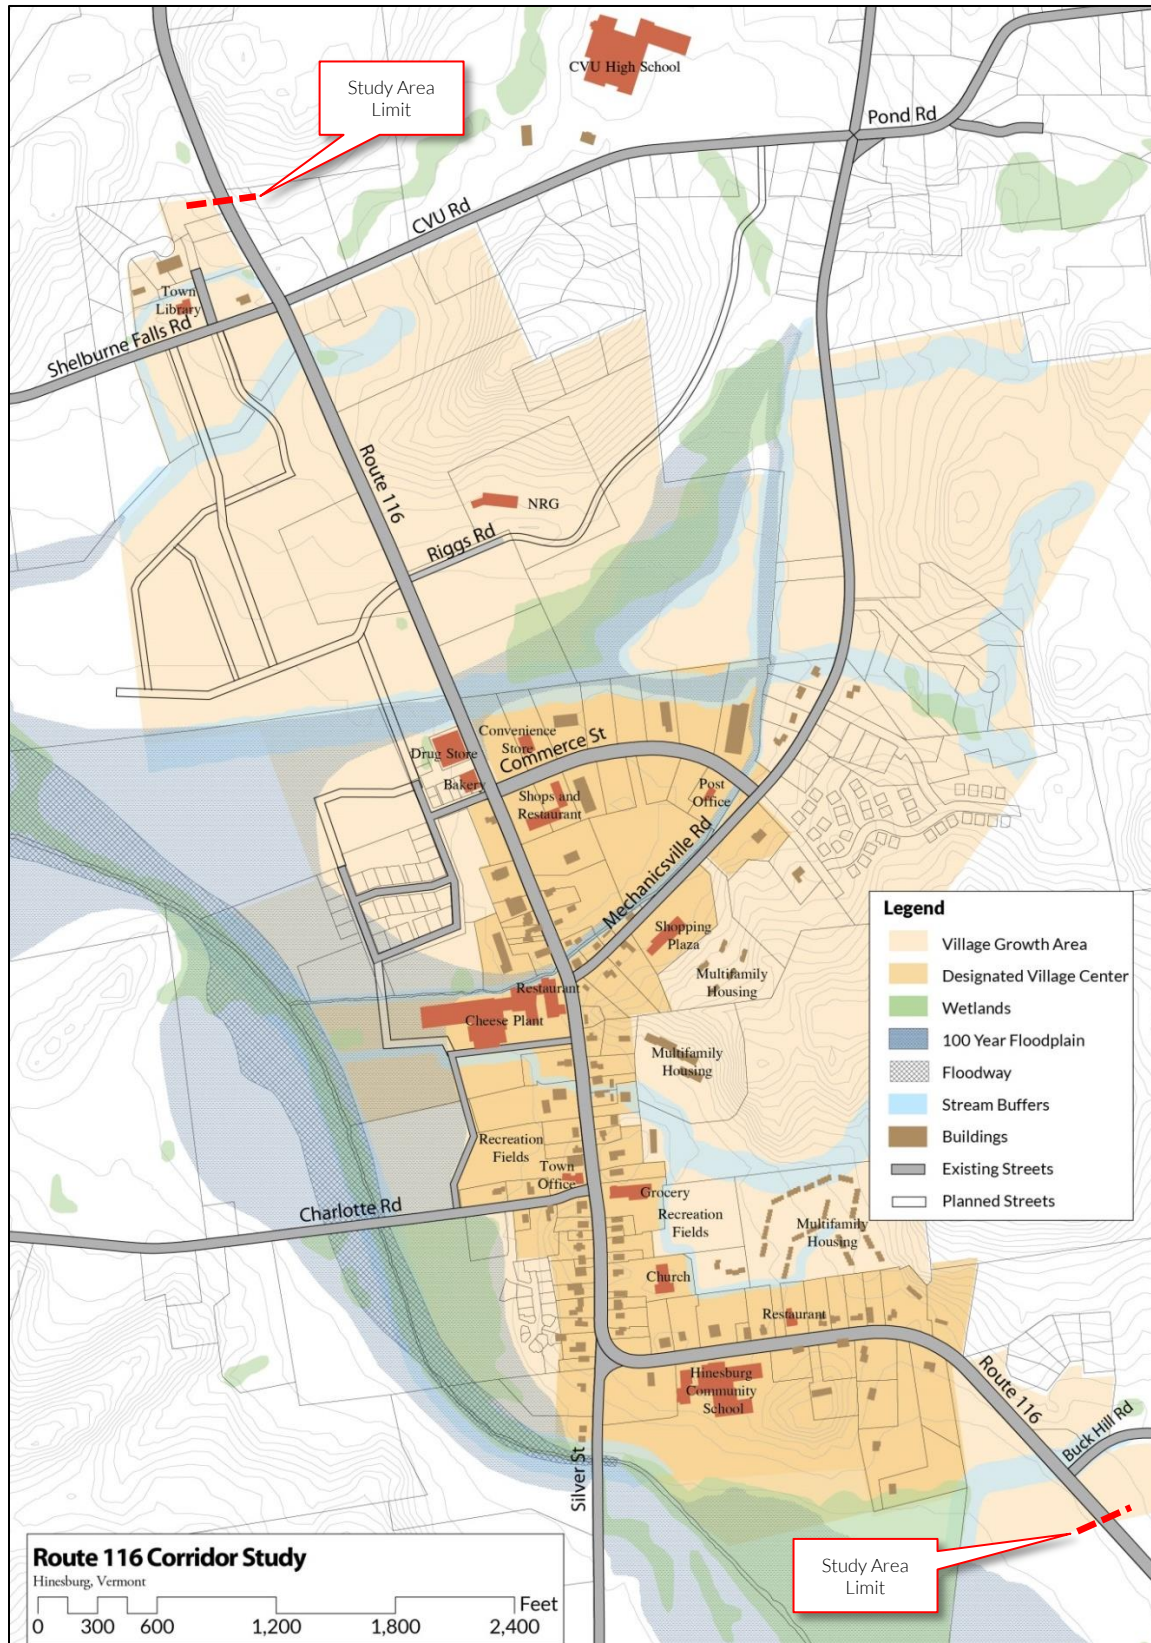 CVU High School
Study Area
Limit
Pond Rd
CVU Rd
Town
Library
Shelburne Falls Rd
Route 116
NRG
Riggs Rd
Convenience
Store
Drug Store
Commerce St
Bakery
Shops and
Restaurant
Post
Office
Mechanicsville Rd
Shopping
Plaza
Multifamily
Housing
Restaurant
Cheese Plant
Multifamily
Housing
Legend
Village Growth Area
Designated Village Center
Wetlands
100 Year Floodplain
Floodway
Stream Buffers
Buildings
Existing Streets
Planned Streets
Recreation
Fields
Town
Office
Grocery
Charlotte Rd
Recreation
Fields
Multifamily
Housing
Church
Restaurant
Hinesburg
Community
School
Route 116
Buck Hill Rd
Silver St
Study Area
Limit
Route 116 Corridor Study
Hinesburg, Vermont
Feet
0 300 600 1,200 1,800 2,400